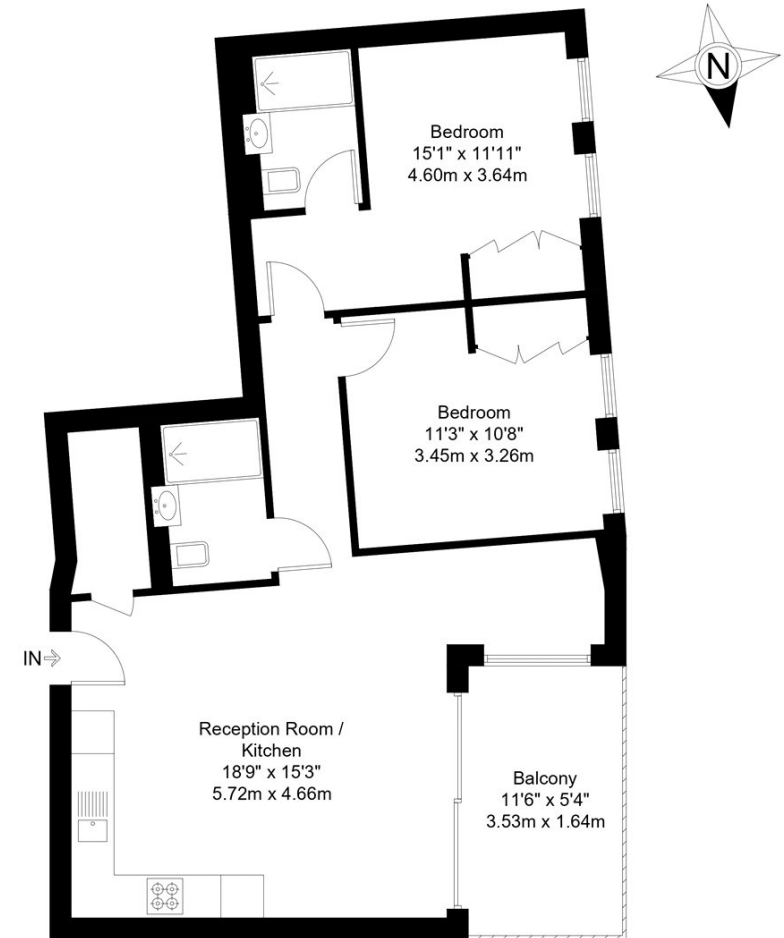 N
Bedroom
15'1" x 11'11"
4.60m x 3.64m
Bedroom
11'3" x 10'8"
3.45m x 3.26m
IN
Reception Room /
Kitchen
18'9" x 15'3"
5.72m x 4.66m
Balcony
11'6" x 5'4"
3.53m x 1.64m